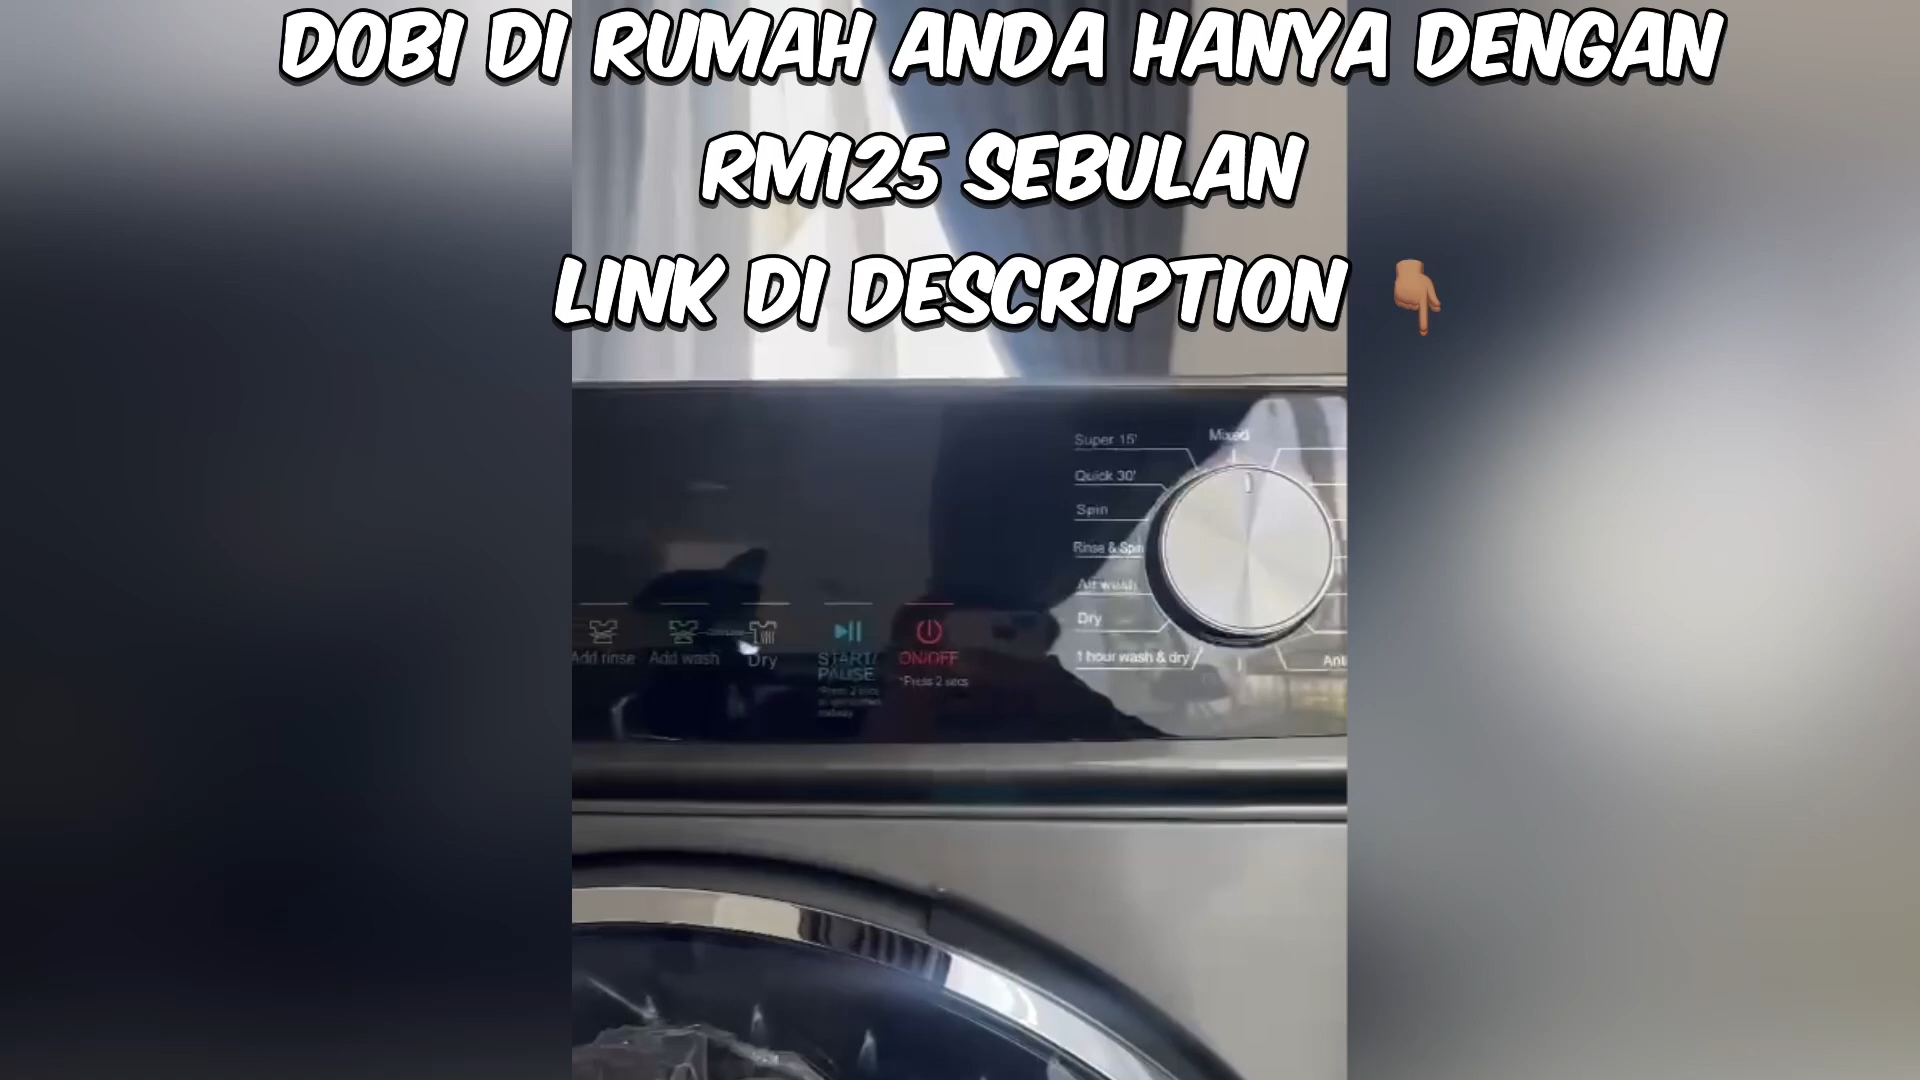 DOBI DI RUMAH ANDA HANYA DENGAN
RM125 SEBULAN
LINK DI DESCRIPTION 👇🏽
Super 15'
Mixed
Quick 30'
Spin
Rinse & Spin
Air wash
Dry
1 hour wash & dry
Anti
Add rinse
Add wash
Dry
START/
PAUSE
ON/OFF
*Press 2 secs